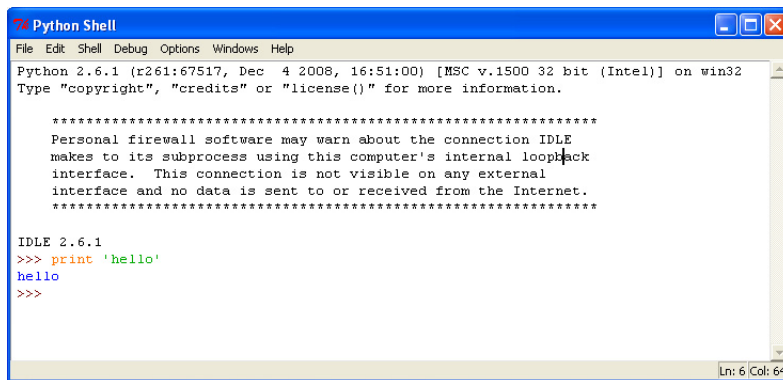 Python Shell
File Edit Shell Debug Options Windows Help
Python 2.6.1 (r261:67517, Dec  4 2008, 16:51:00) [MSC v.1500 32 bit (Intel)] on win32
Type "copyright", "credits" or "license()" for more information.
****************************************************************
Personal firewall software may warn about the connection IDLE
makes to its subprocess using this computer's internal loopback
interface.  This connection is not visible on any external
interface and no data is sent to or received from the Internet.
****************************************************************
IDLE 2.6.1
>>> print 'hello'
hello
>>>
Ln: 6 Col: